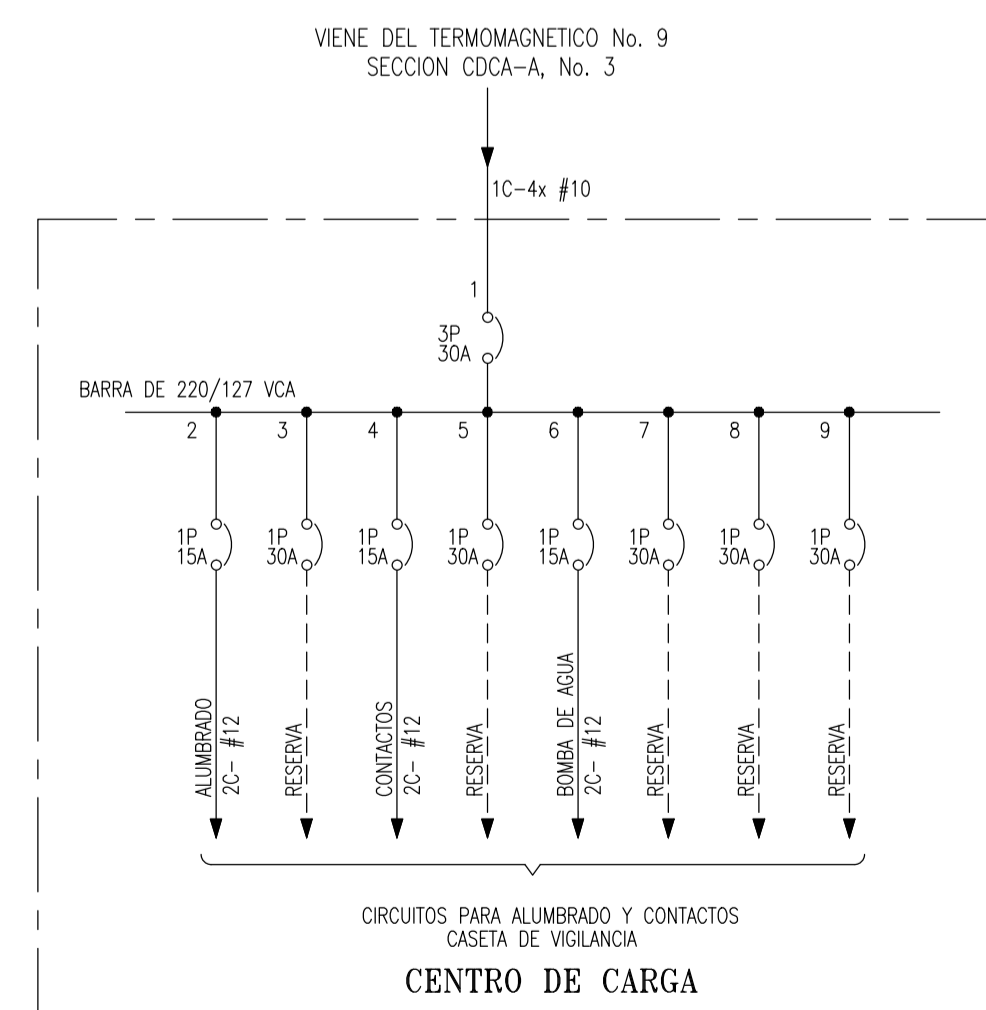 VIENE DEL TERMOMAGNETICO No. 9
SECCION CDCA-A, No. 3
1C-4x #10
1
3P
30A
BARRA DE 220/127 VCA
2
3
4
5
6
7
8
9
1P
15A
1P
30A
1P
15A
1P
30A
1P
15A
1P
30A
1P
30A
1P
30A
ALUMBRADO
2C- #12
RESERVA
CONTACTOS
2C- #12
RESERVA
BOMBA DE AGUA
2C- #12
RESERVA
RESERVA
RESERVA
CIRCUITOS PARA ALUMBRADO Y CONTACTOS
CASETA DE VIGILANCIA
CENTRO DE CARGA